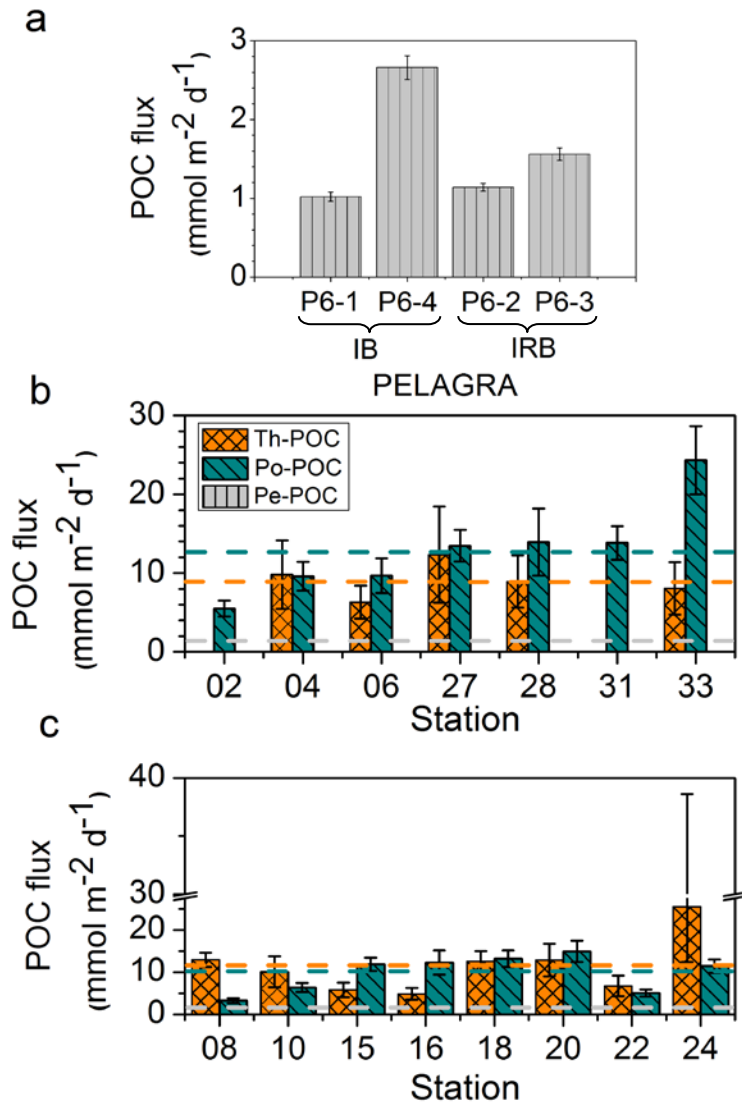 a
POC flux
(mmol m⁻² d⁻¹)
3
2
1
0
P6-1 P6-4 P6-2 P6-3
IB IRB
PELAGRA
b
POC flux
(mmol m⁻² d⁻¹)
30
20
10
0
Th-POC
Po-POC
Pe-POC
02 04 06 27 28 31 33
Station
c
POC flux
(mmol m⁻² d⁻¹)
40
30
20
10
0
08 10 15 16 18 20 22 24
Station